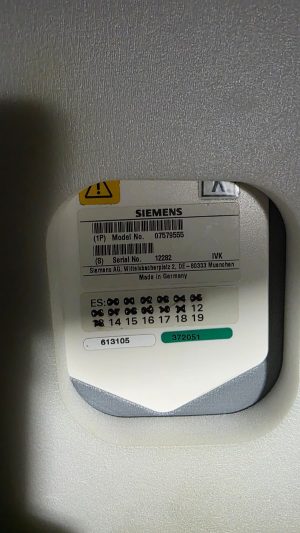 SIEMENS
(1P) Model No. 07579555
(S) Serial No. 12282 IVK
Siemens AG, Wittelsbacherplatz 2, DE-80333 Muenchen
Made in Germany
ES:
12
14 15 16 17 18 19
613105 372051